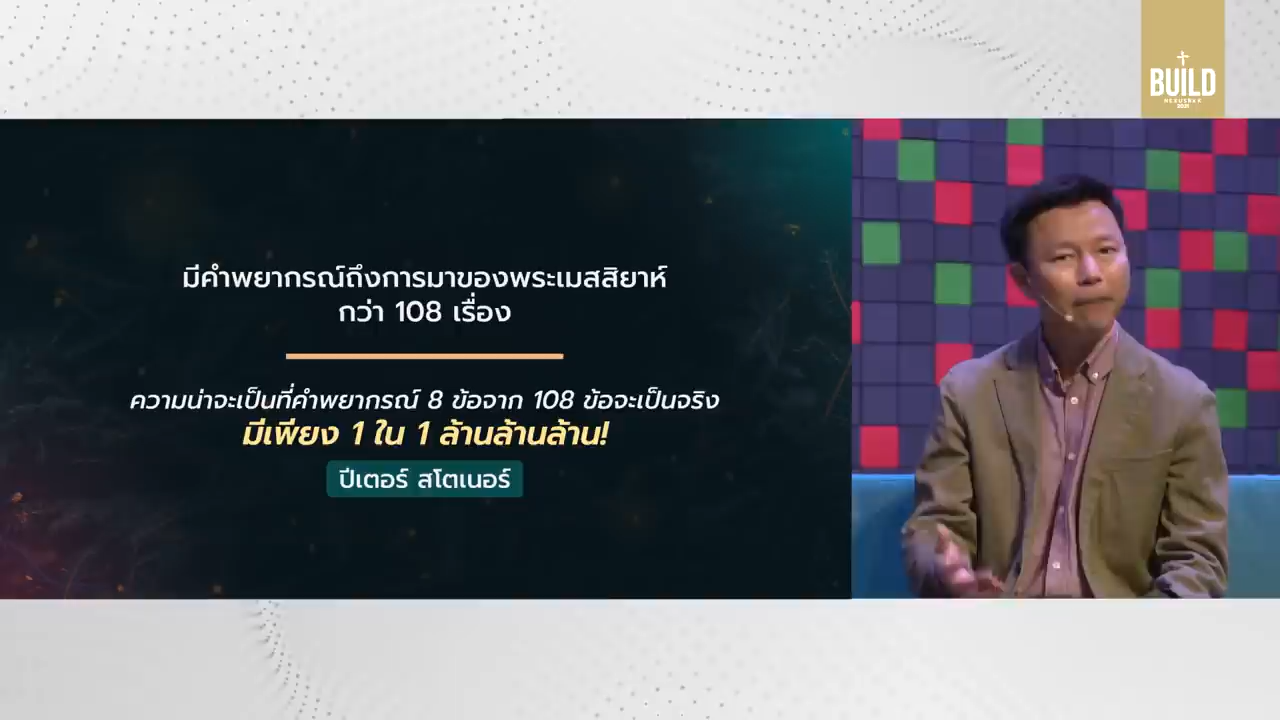 BUILD
NEXUSBKK
2021
มีคำพยากรณ์ถึงการมาของพระเมสสิยาห์
กว่า 108 เรื่อง
ความน่าจะเป็นที่คำพยากรณ์ 8 ข้อจาก 108 ข้อจะเป็นจริง
มีเพียง 1 ใน 1 ล้านล้านล้าน!
ปีเตอร์ สโตเนอร์